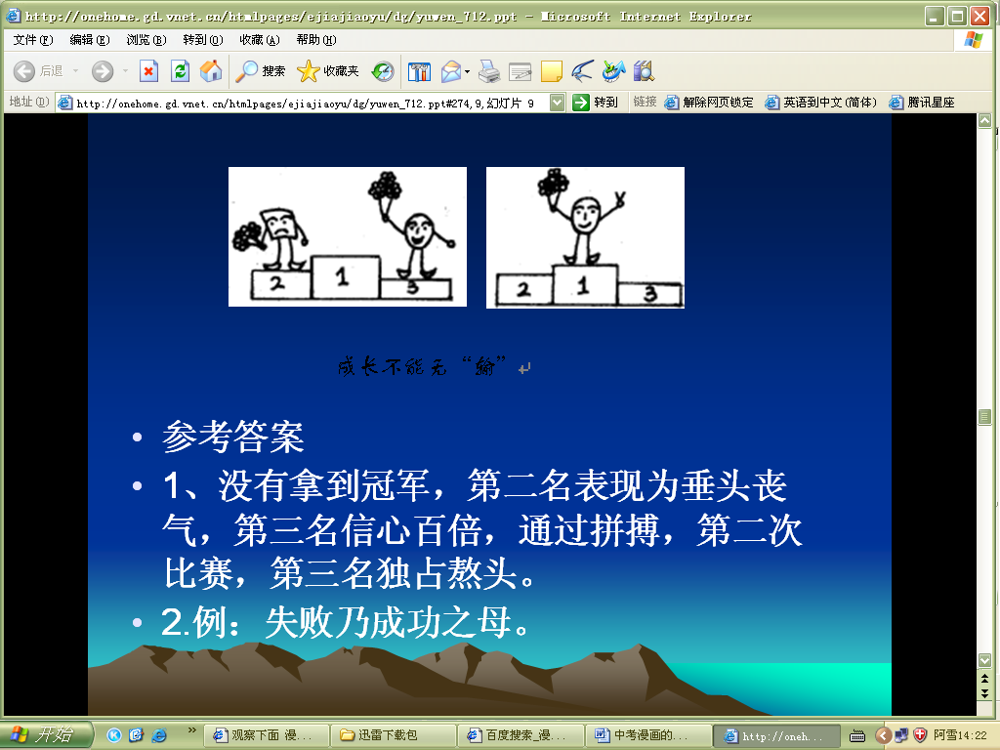 http://onehome.gd.vnet.cn/htmlpages/ejiajiaoyu/dg/yuwen_712.ppt - Microsoft Internet Explorer
文件(F) 编辑(E) 浏览(B) 转到(O) 收藏(A) 帮助(H)
后退 搜索 收藏夹
地址(D) http://onehome.gd.vnet.cn/htmlpages/ejiajiaoyu/dg/yuwen_712.ppt#274,9,幻灯片 9 转到 链接 解除网页锁定 英语到中文(简体) 腾讯星座
2 1 3
2 1 3
成长不能无“输”
• 参考答案
• 1、没有拿到冠军，第二名表现为垂头丧
气，第三名信心百倍，通过拼搏，第二次
比赛，第三名独占熬头。
• 2.例：失败乃成功之母。
开始 » 观察下面 漫... 迅雷下载包 百度搜索_漫... 中考漫画的... http://oneh... 阿雪14:22